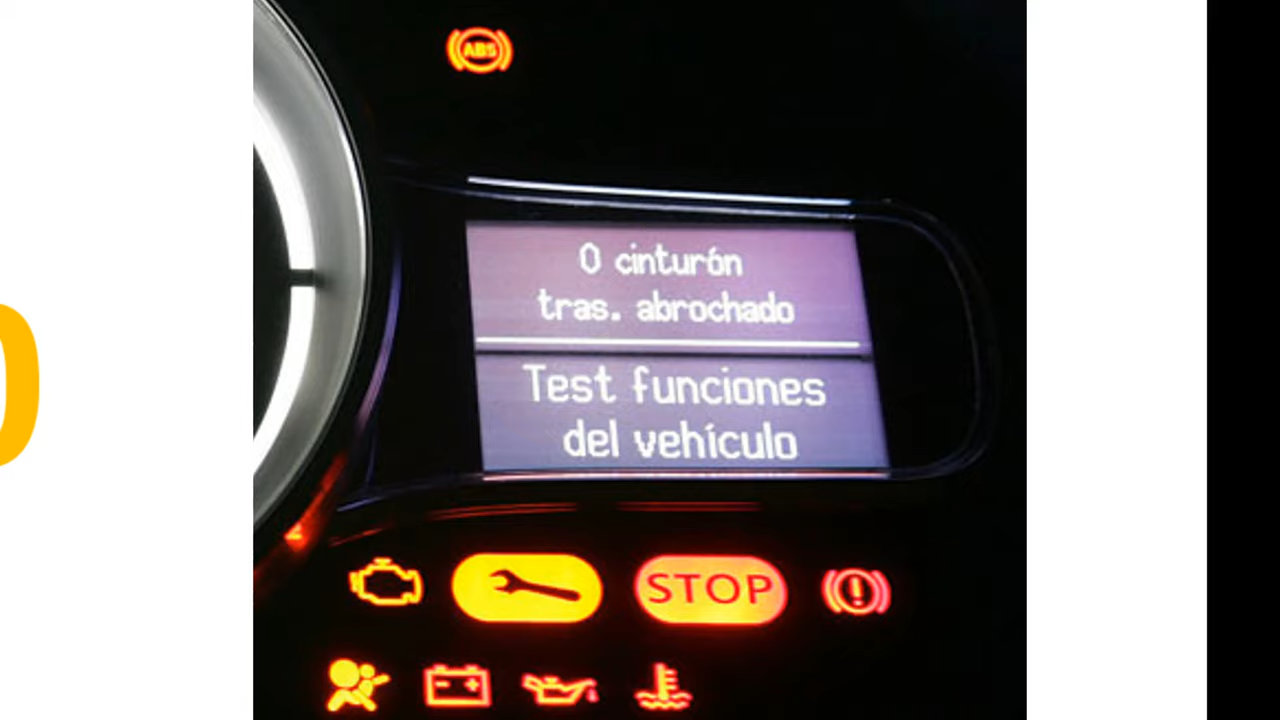 ABS
0 cinturón
tras. abrochado
Test funciones
del vehículo
STOP